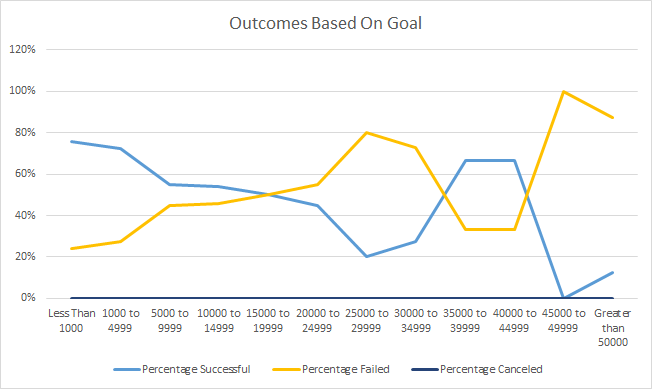 Outcomes Based On Goal
120%
100%
80%
60%
40%
20%
0%
Less Than
1000
1000 to
4999
5000 to
9999
10000 to
14999
15000 to
19999
20000 to
24999
25000 to
29999
30000 to
34999
35000 to
39999
40000 to
44999
45000 to
49999
Greater
than
50000
Percentage Successful
Percentage Failed
Percentage Canceled